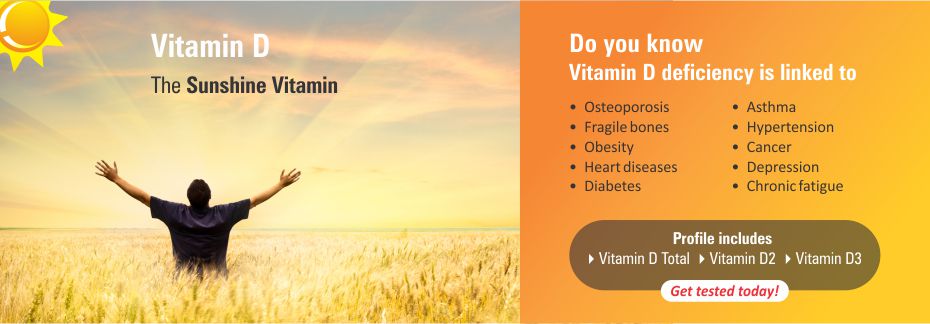 Vitamin D
The Sunshine Vitamin
Do you know
Vitamin D deficiency is linked to
• Osteoporosis
• Fragile bones
• Obesity
• Heart diseases
• Diabetes
• Asthma
• Hypertension
• Cancer
• Depression
• Chronic fatigue
Profile includes
Vitamin D Total Vitamin D2 Vitamin D3
Get tested today!